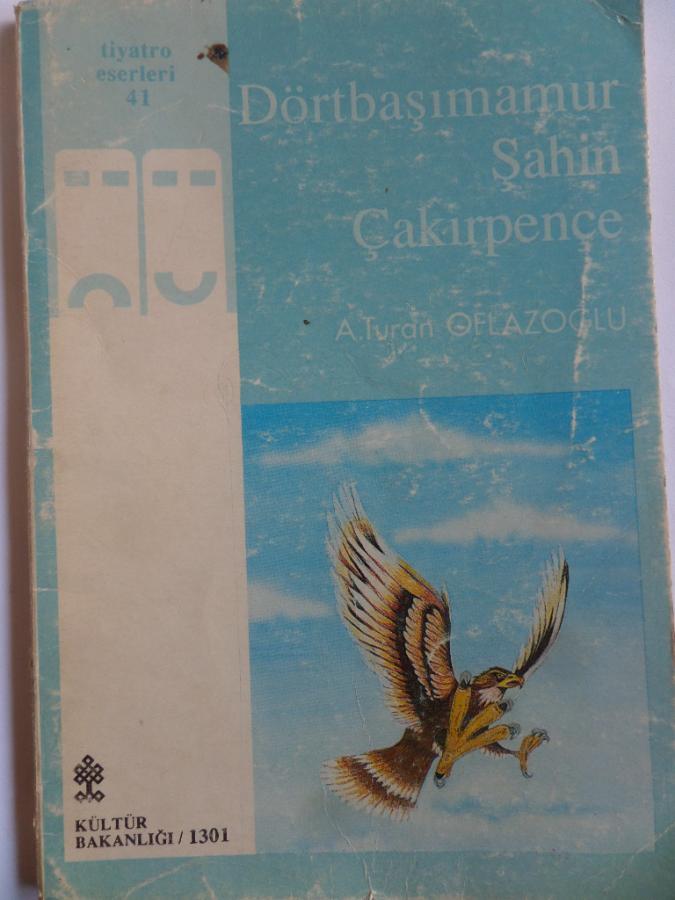 tiyatro
eserleri
41
Dörtbaşımamur
Şahin
Çakırpençe
A.Turan OFLAZOĞLU
KÜLTÜR
BAKANLIĞI / 1301